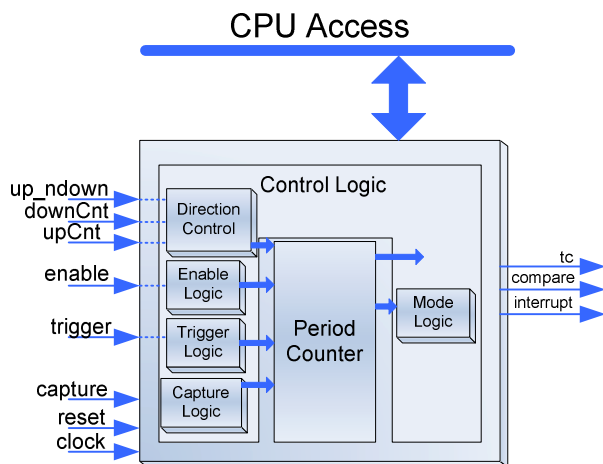 CPU Access
Control Logic
up_ndown
downCnt
upCnt
Direction
Control
enable
Enable
Logic
trigger
Trigger
Logic
capture
Capture
Logic
reset
clock
Period
Counter
Mode
Logic
tc
compare
interrupt